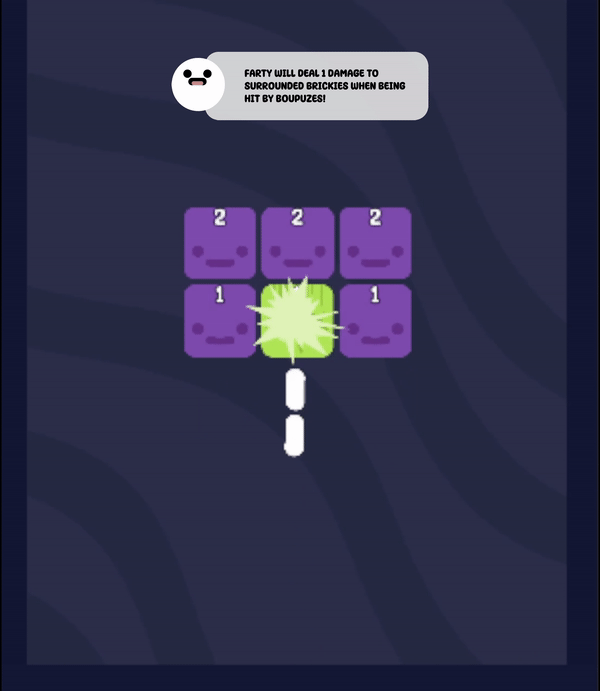 FARTY WILL DEAL 1 DAMAGE TO
SURROUNDED BRICKIES WHEN BEING
HIT BY BOUPUZES!
2 2 2
1 1